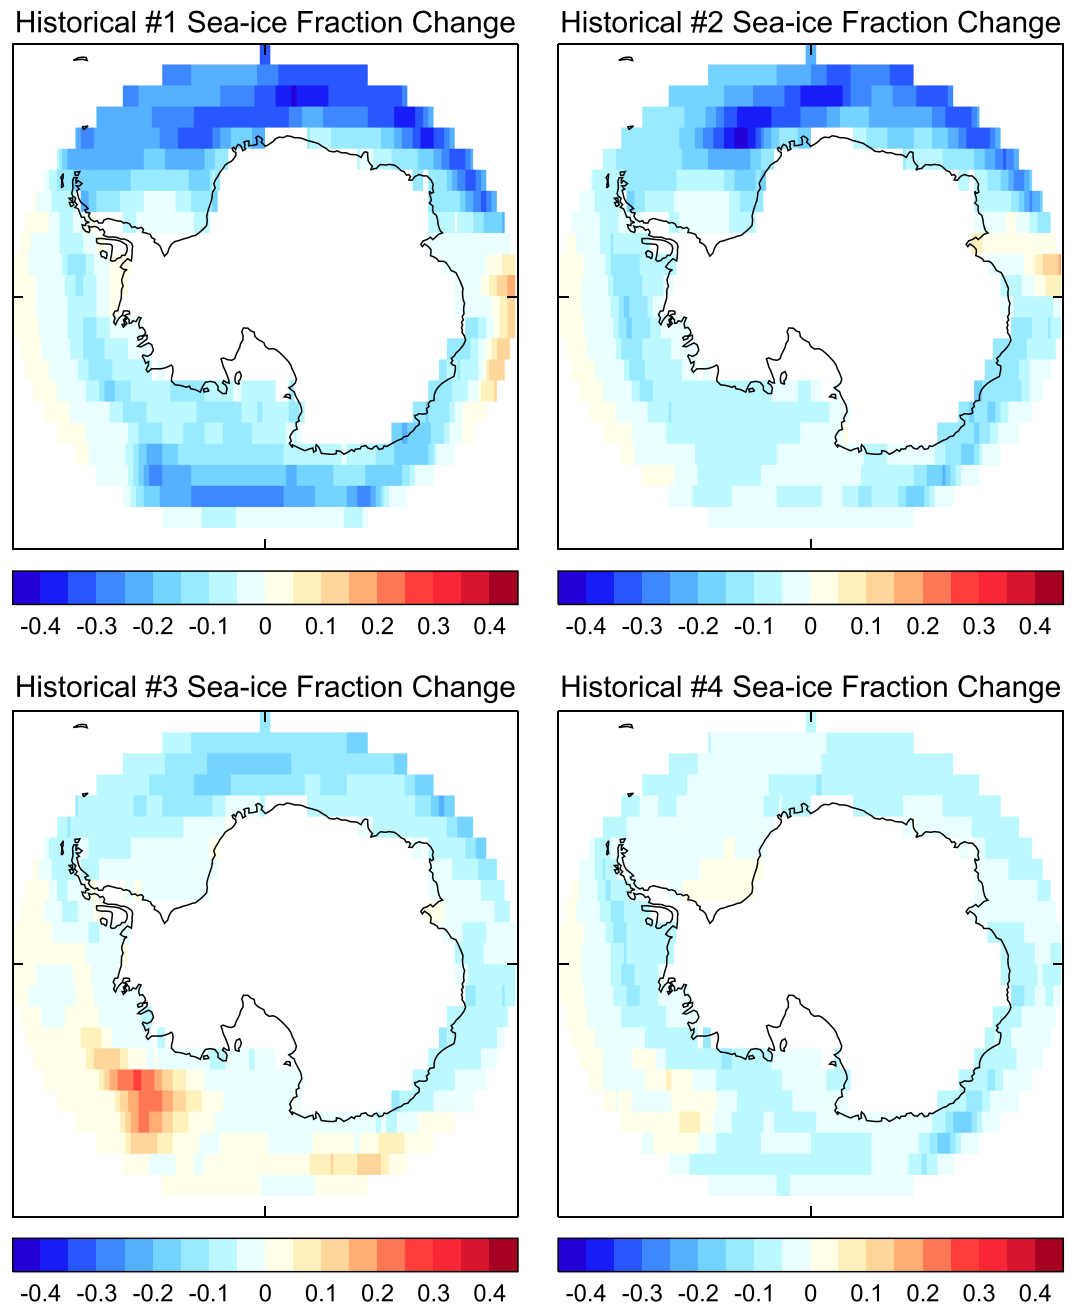 Historical #1 Sea-ice Fraction Change
Historical #2 Sea-ice Fraction Change
-0.4 -0.3 -0.2 -0.1 0 0.1 0.2 0.3 0.4
-0.4 -0.3 -0.2 -0.1 0 0.1 0.2 0.3 0.4
Historical #3 Sea-ice Fraction Change
Historical #4 Sea-ice Fraction Change
-0.4 -0.3 -0.2 -0.1 0 0.1 0.2 0.3 0.4
-0.4 -0.3 -0.2 -0.1 0 0.1 0.2 0.3 0.4